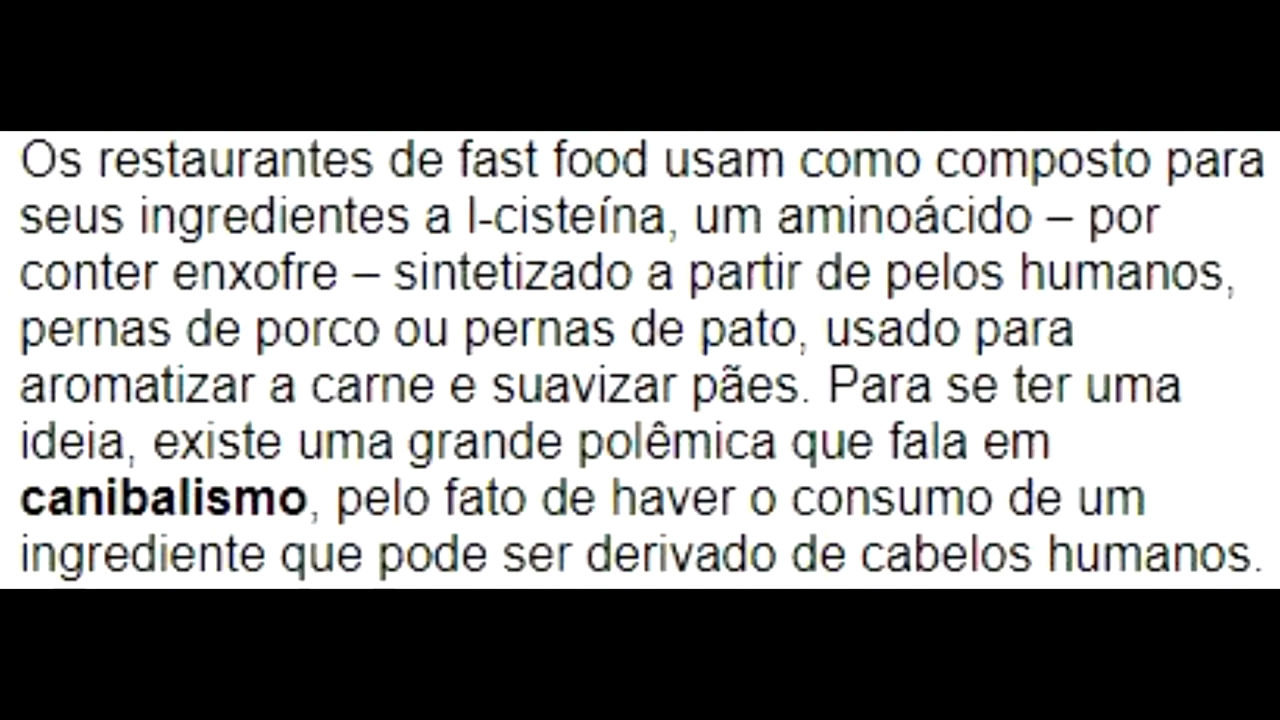 Os restaurantes de fast food usam como composto para
seus ingredientes a l-cisteína, um aminoácido – por
conter enxofre – sintetizado a partir de pelos humanos,
pernas de porco ou pernas de pato, usado para
aromatizar a carne e suavizar pães. Para se ter uma
ideia, existe uma grande polêmica que fala em
canibalismo, pelo fato de haver o consumo de um
ingrediente que pode ser derivado de cabelos humanos.